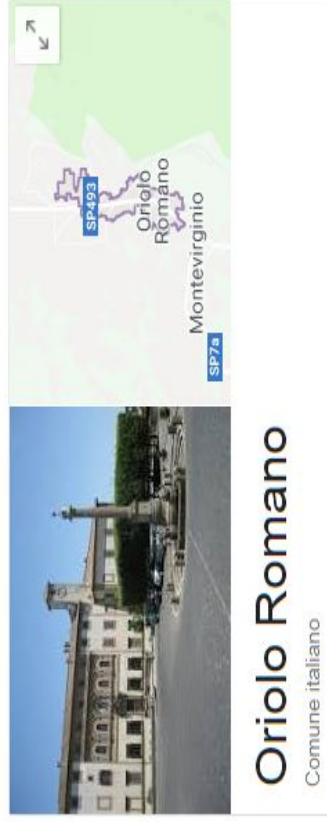 SP493
Oriolo
Romano
Montevirginio
SP7a
Oriolo Romano
Comune italiano